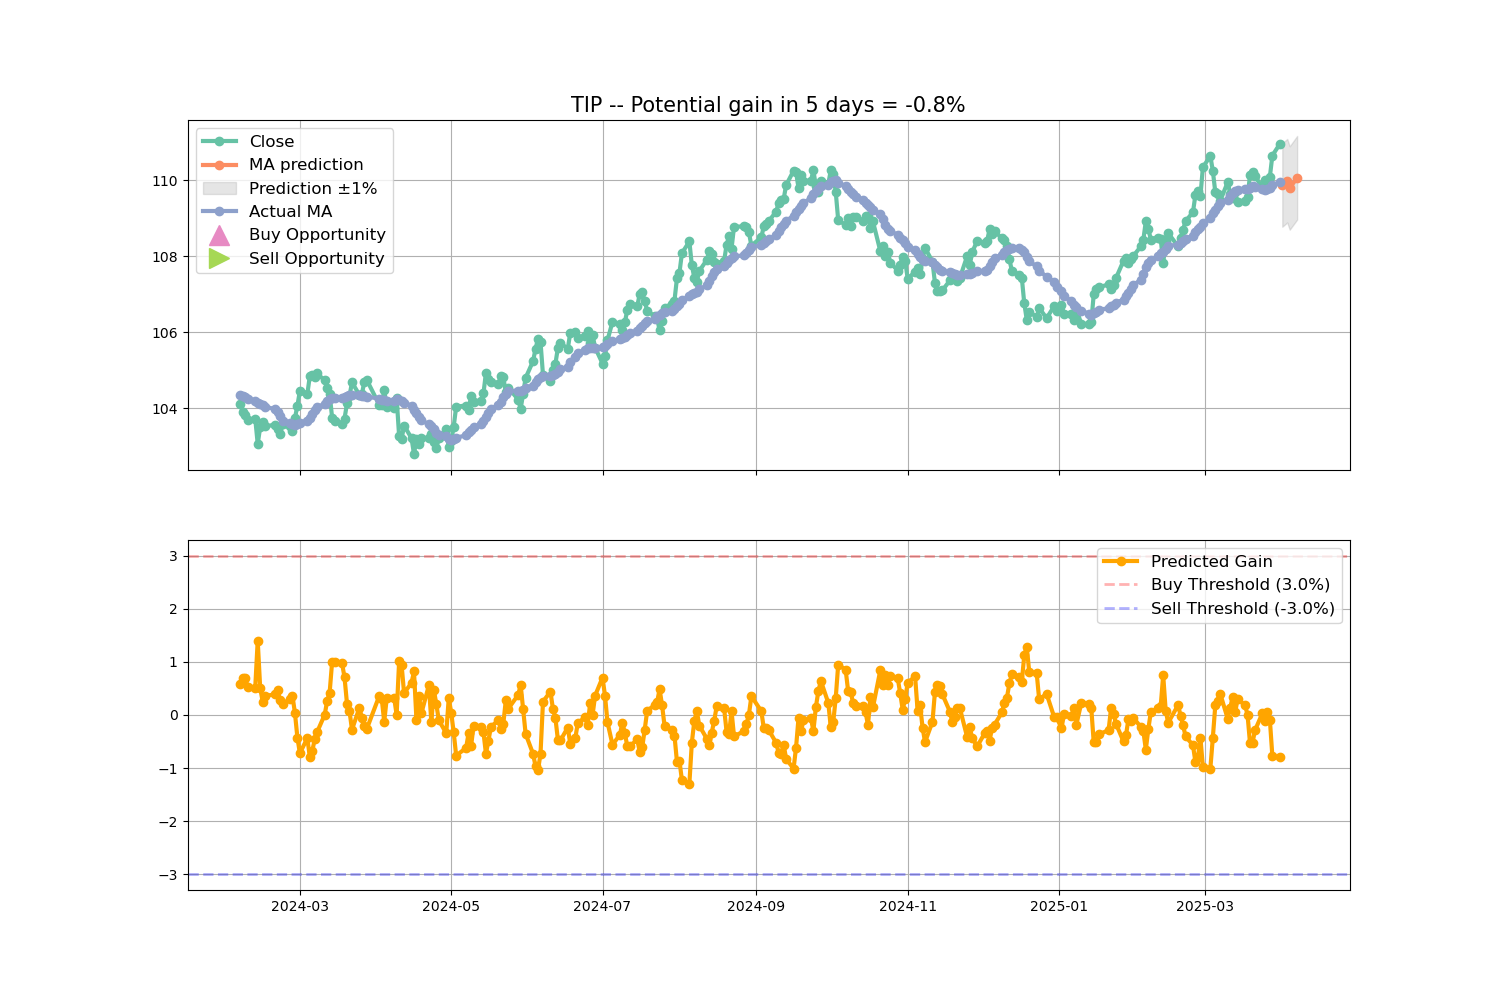 TIP -- Potential gain in 5 days = -0.8%
Close
MA prediction
Prediction ±1%
Actual MA
Buy Opportunity
Sell Opportunity
110
108
106
104
Predicted Gain
Buy Threshold (3.0%)
Sell Threshold (-3.0%)
3
2
1
0
−1
−2
−3
2024-03 2024-05 2024-07 2024-09 2024-11 2025-01 2025-03